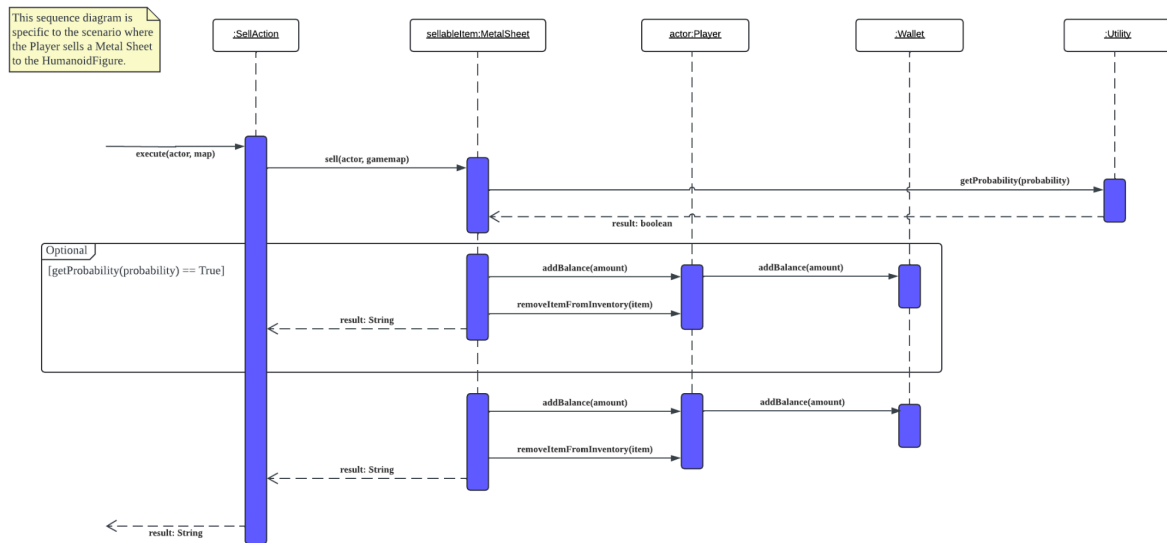 This sequence diagram is
specific to the scenario where
the Player sells a Metal Sheet
to the HumanoidFigure.
:SellAction
sellableItem:MetalSheet
actor:Player
:Wallet
:Utility
execute(actor, map)
sell(actor, gamemap)
getProbability(probability)
result: boolean
Optional
[getProbability(probability) == True]
addBalance(amount)
addBalance(amount)
removeItemFromInventory(item)
result: String
addBalance(amount)
addBalance(amount)
removeItemFromInventory(item)
result: String
result: String